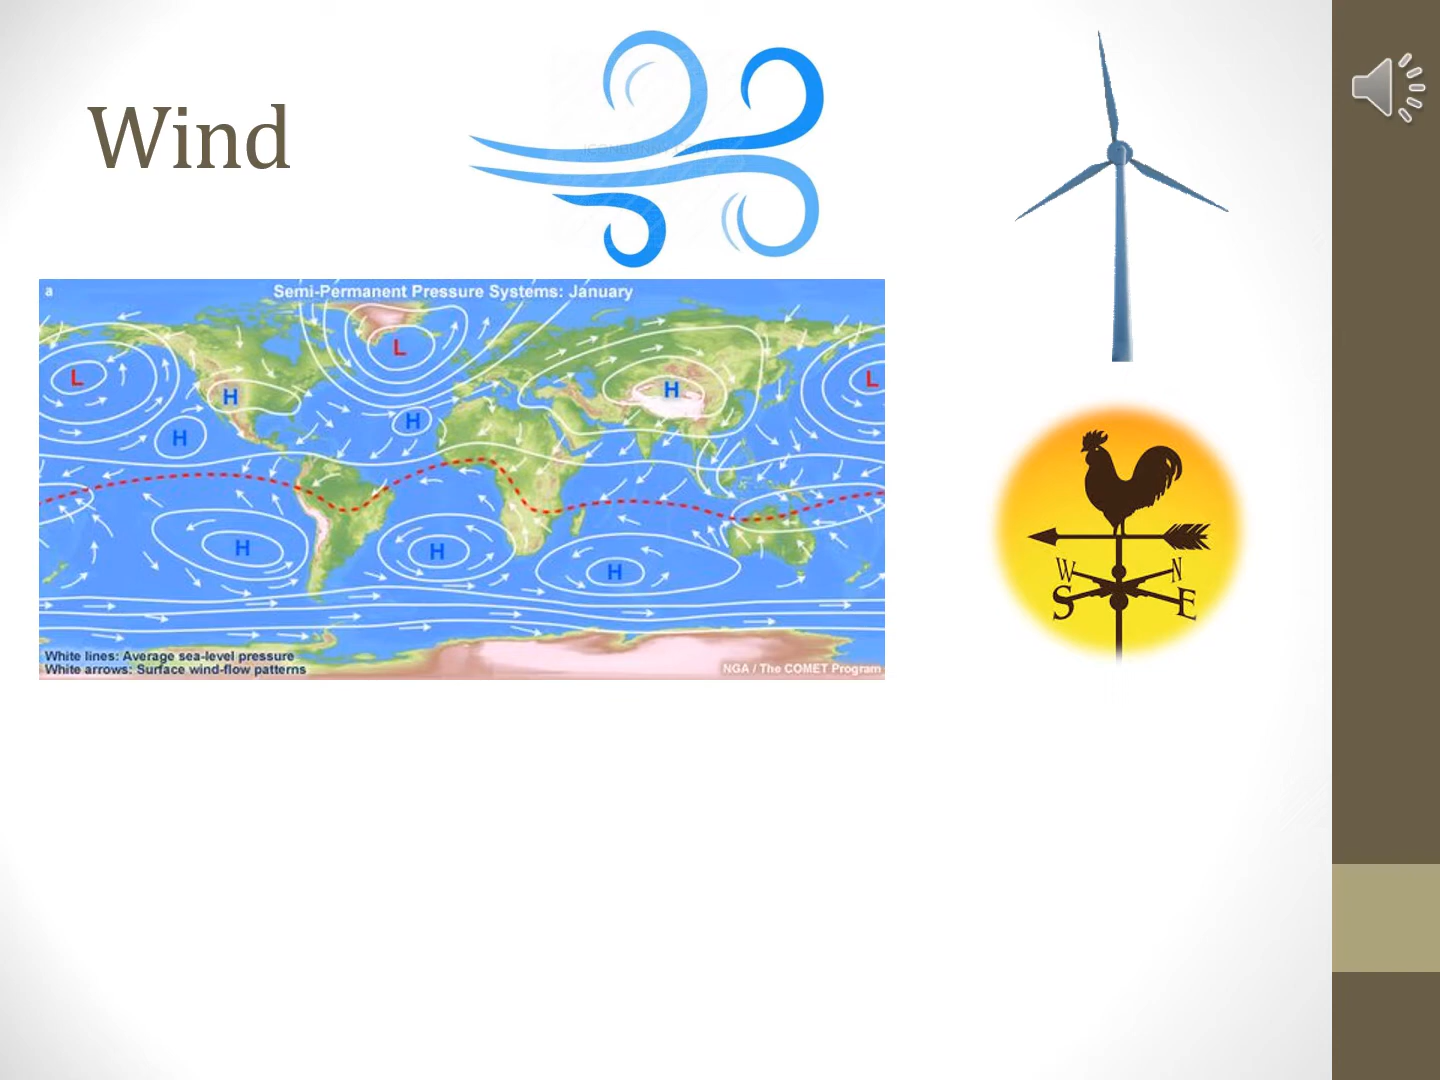 Wind
a
Semi-Permanent Pressure Systems: January
L
L
H
L
H
H
H
H
H
H
H
White lines: Average sea-level pressure
White arrows: Surface wind-flow patterns
NGA / The COMET Program
W N
S E